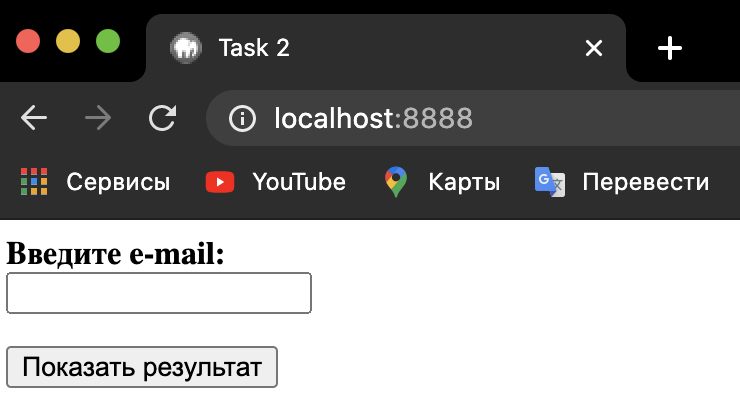 Task 2
localhost:8888
Сервисы YouTube Карты Перевести
Введите e-mail:
Показать результат